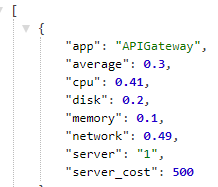 [
{
"app": "APIGateway",
"average": 0.3,
"cpu": 0.41,
"disk": 0.2,
"memory": 0.1,
"network": 0.49,
"server": "1",
"server_cost": 500